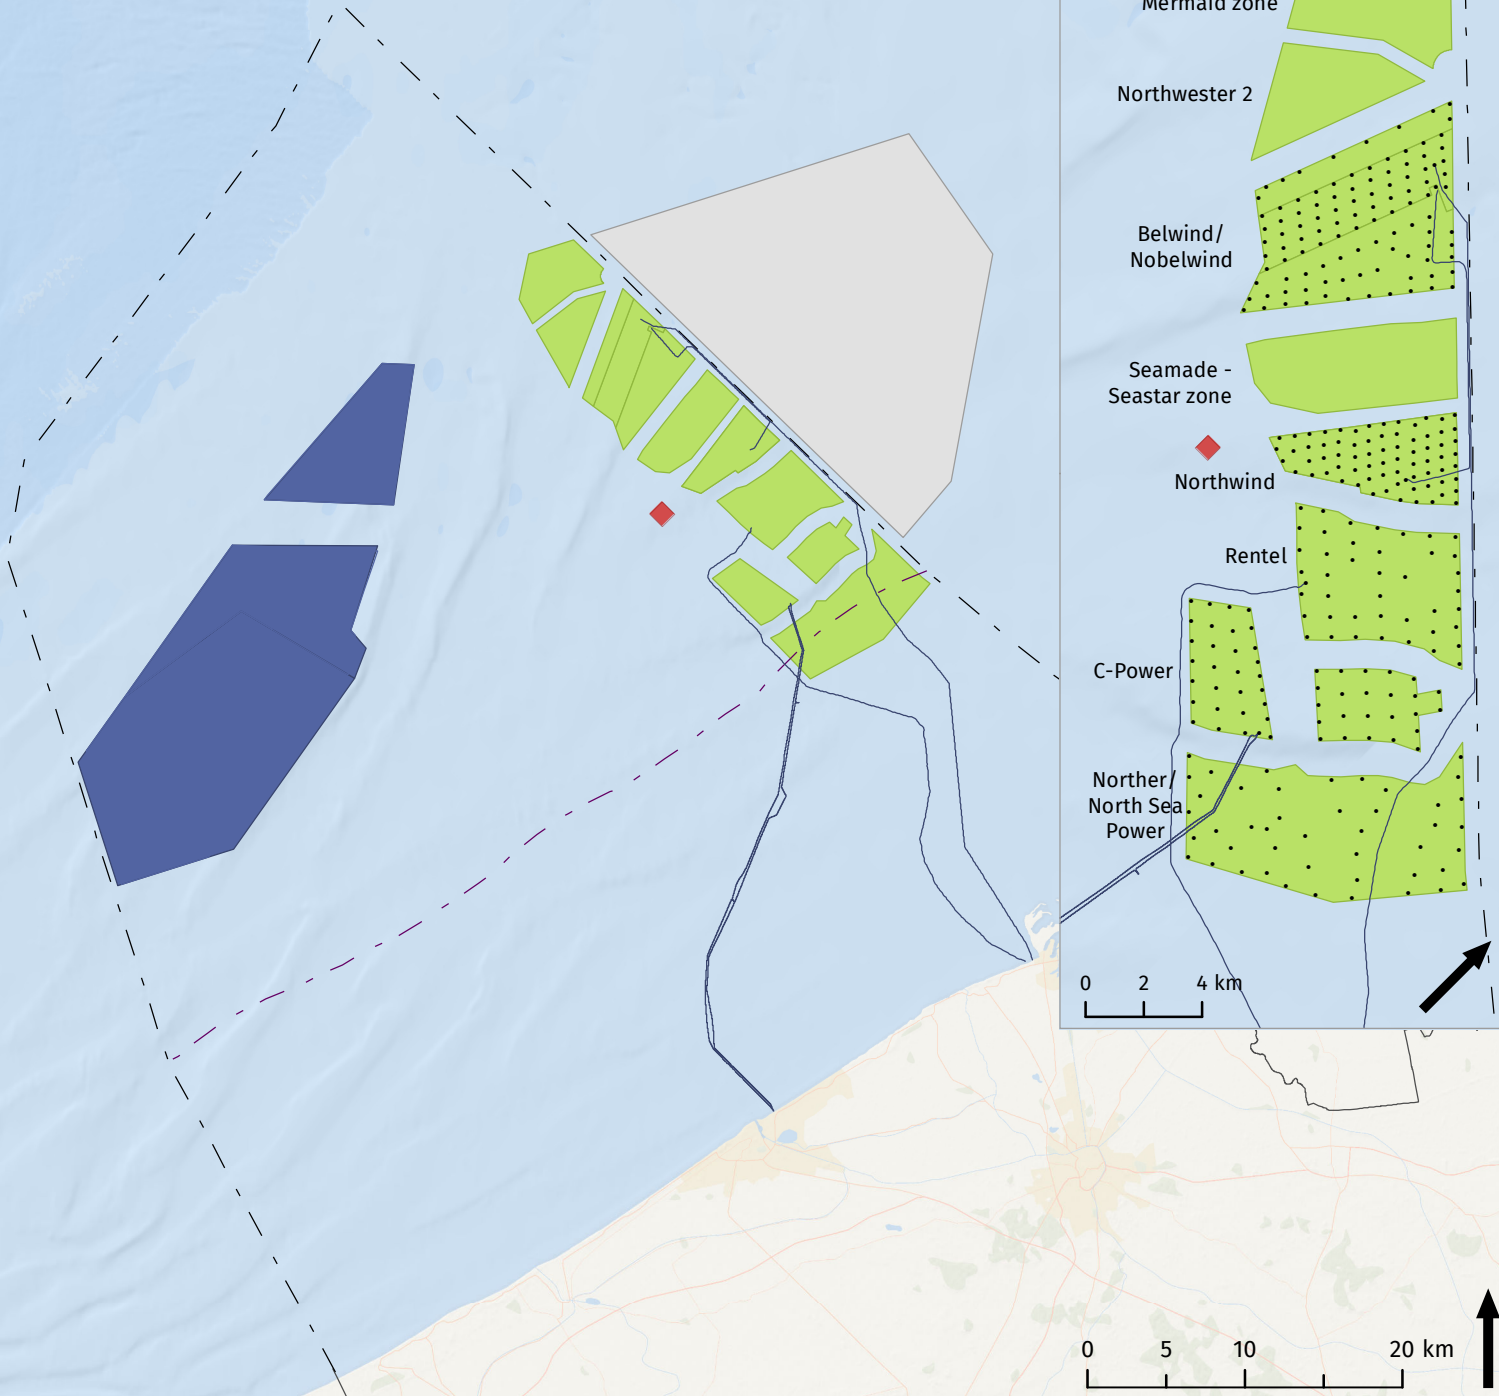 Mermaid zone
Northwester 2
Belwind/
Nobelwind
Seamade -
Seastar zone
Northwind
Rentel
C-Power
Norther/
North Sea
Power
0 2 4 km
0 5 10 20 km